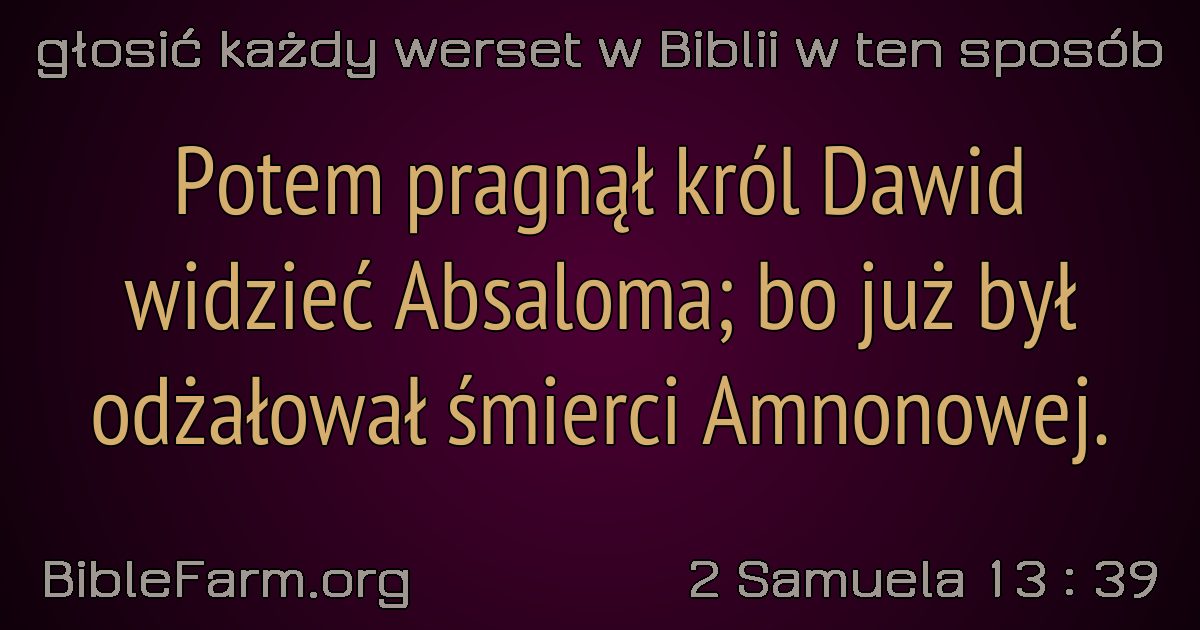 głosić każdy werset w Biblii w ten sposób
Potem pragnął król Dawid
widzieć Absaloma; bo już był
odżałował śmierci Amnonowej.
BibleFarm.org
2 Samuela 13 : 39